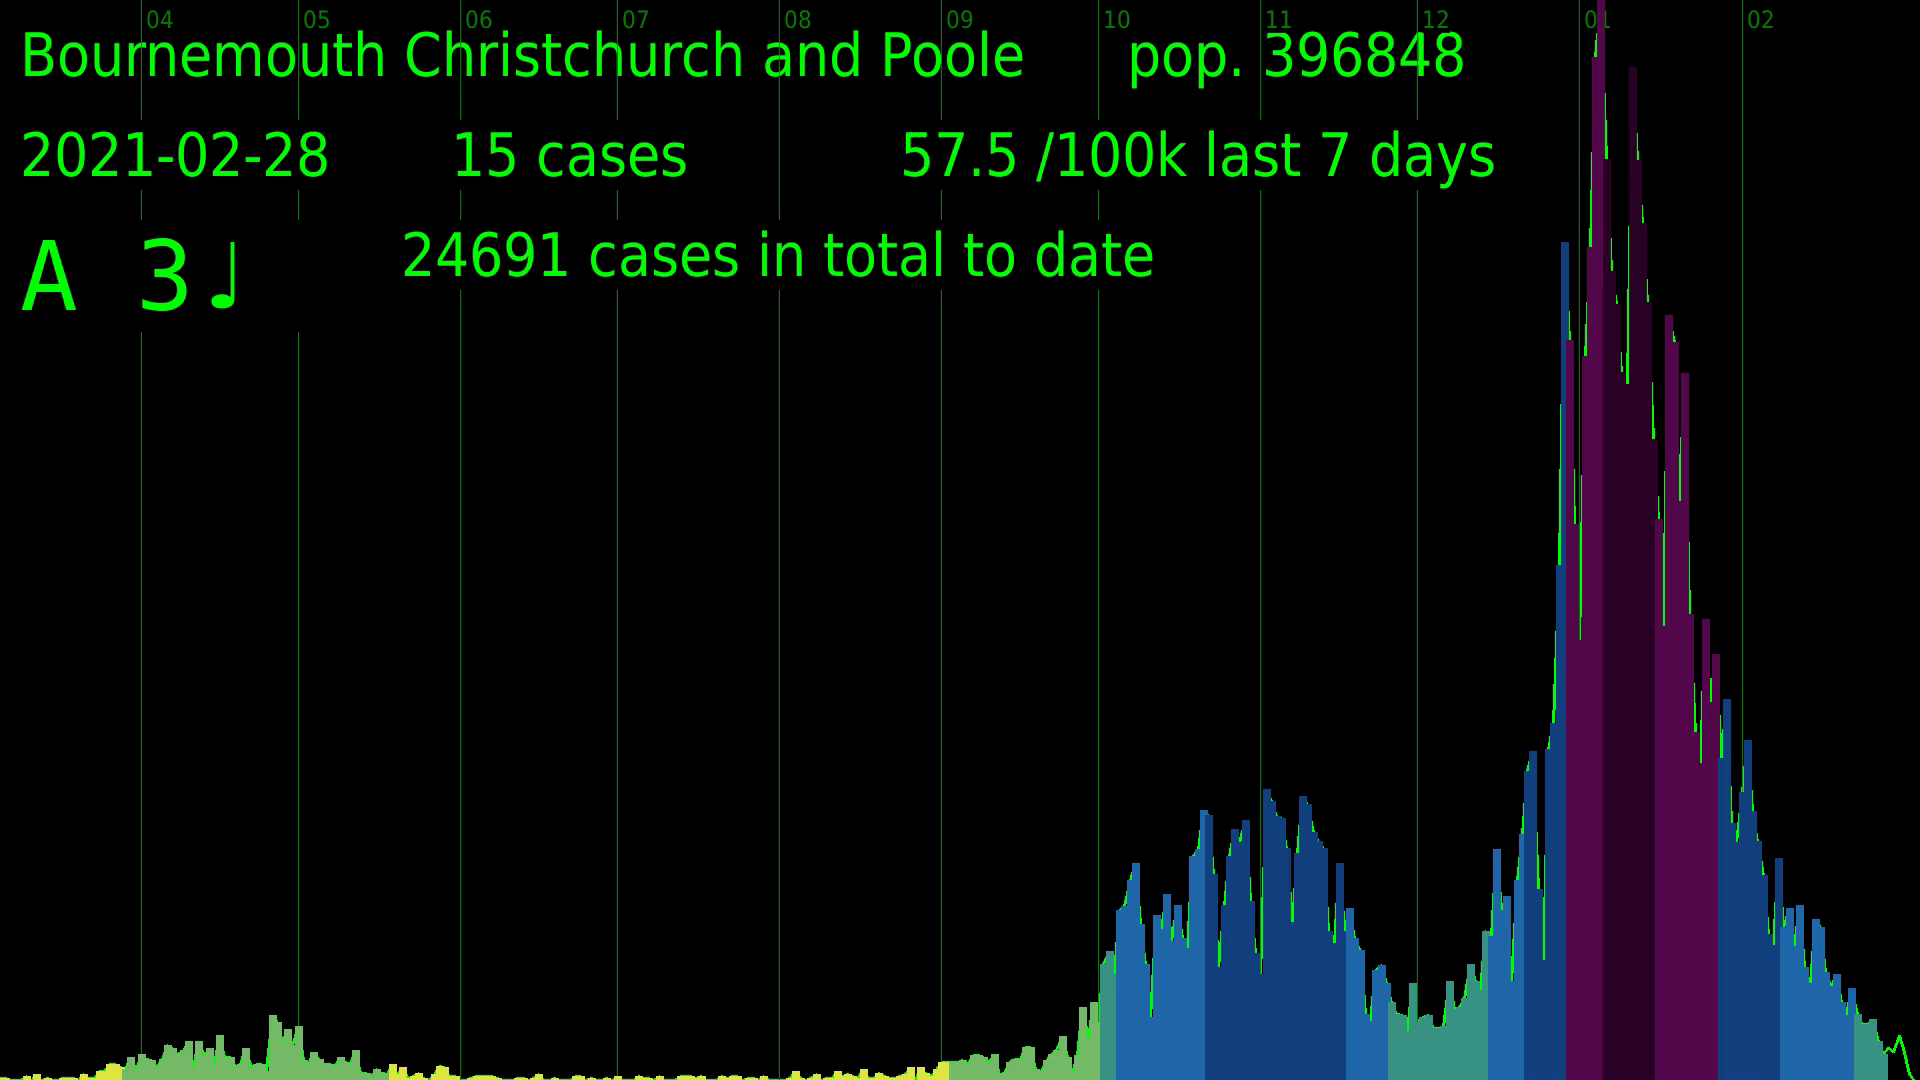 04 05 06 07 08 09 10 11 12 01 02
Bournemouth Christchurch and Poole pop. 396848
2021-02-28 15 cases 57.5 /100k last 7 days
A 3♩ 24691 cases in total to date